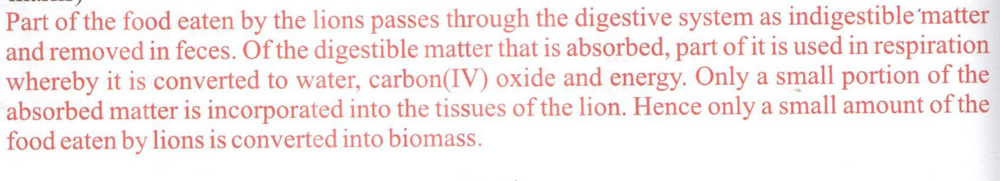 Part of the food eaten by the lions passes through the digestive system as indigestible matter
and removed in feces. Of the digestible matter that is absorbed, part of it is used in respiration
whereby it is converted to water, carbon(IV) oxide and energy. Only a small portion of the
absorbed matter is incorporated into the tissues of the lion. Hence only a small amount of the
food eaten by lions is converted into biomass.